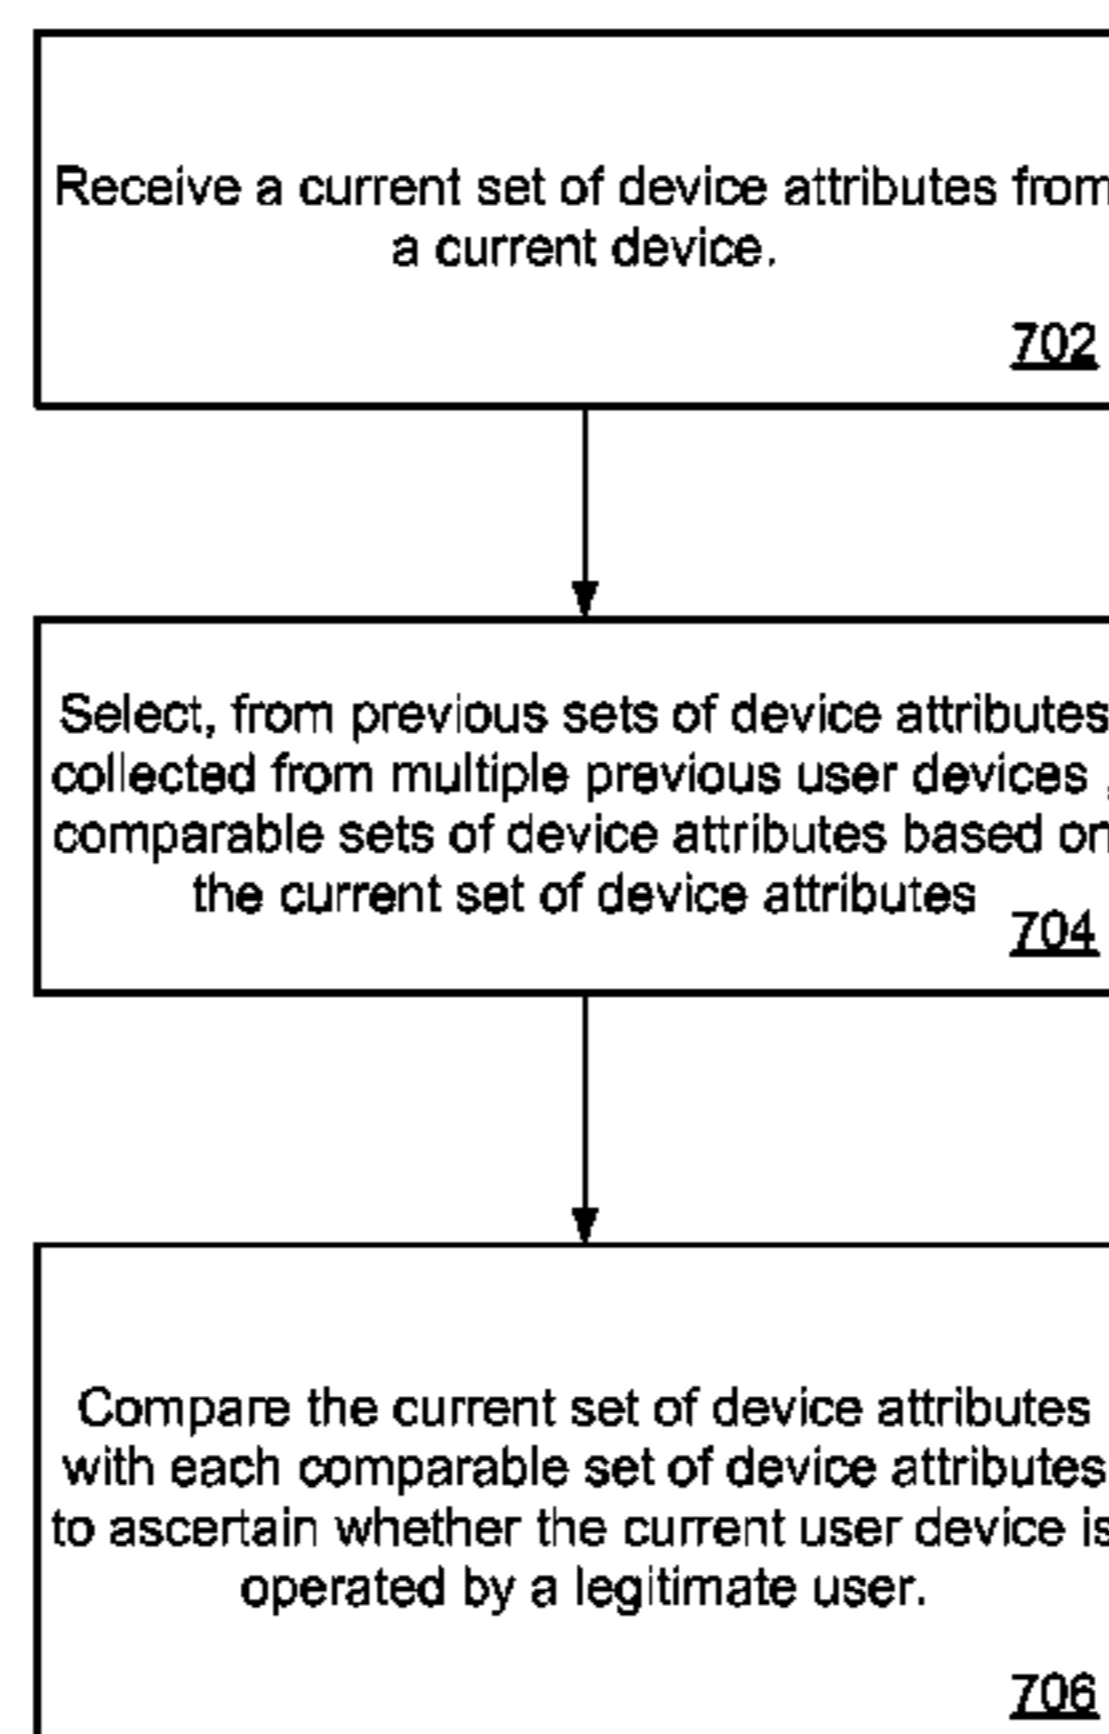 Receive a current set of device attributes from
a current device.
702
Select, from previous sets of device attributes
collected from multiple previous user devices ,
comparable sets of device attributes based on
the current set of device attributes
704
Compare the current set of device attributes
with each comparable set of device attributes
to ascertain whether the current user device is
operated by a legitimate user.
706